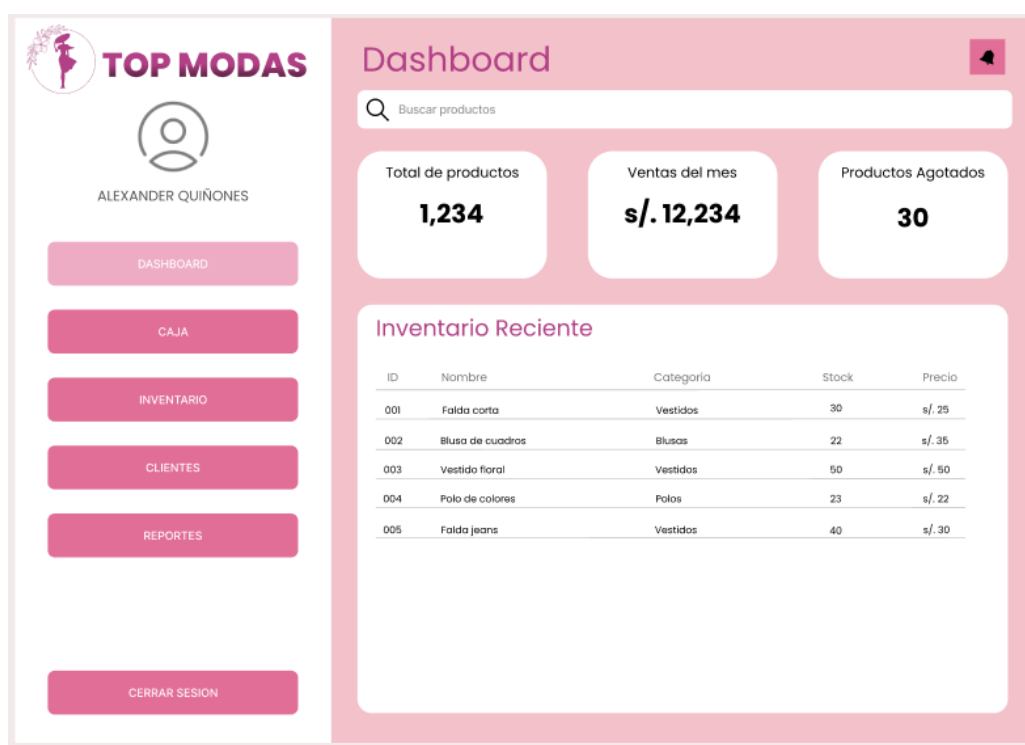 TOP MODAS
ALEXANDER QUIÑONES
DASHBOARD
CAJA
INVENTARIO
CLIENTES
REPORTES
CERRAR SESION
Dashboard
Buscar productos
Total de productos
1,234
Ventas del mes
s/. 12,234
Productos Agotados
30
Inventario Reciente
ID Nombre Categoría Stock Precio
001 Falda corta Vestidos 30 s/. 25
002 Blusa de cuadros Blusas 22 s/. 35
003 Vestido floral Vestidos 50 s/. 50
004 Polo de colores Polos 23 s/. 22
005 Falda jeans Vestidos 40 s/. 30